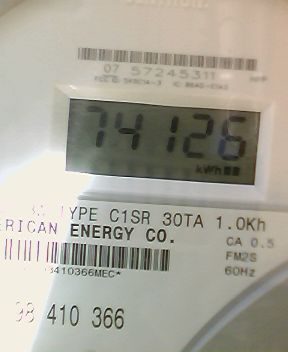 07 57245311
74126
kWh
TYPE C1SR 30TA 1.0Kh
ERICAN ENERGY CO.
CA 0.5
FM2S
60Hz
410366MEC*
98 410 366